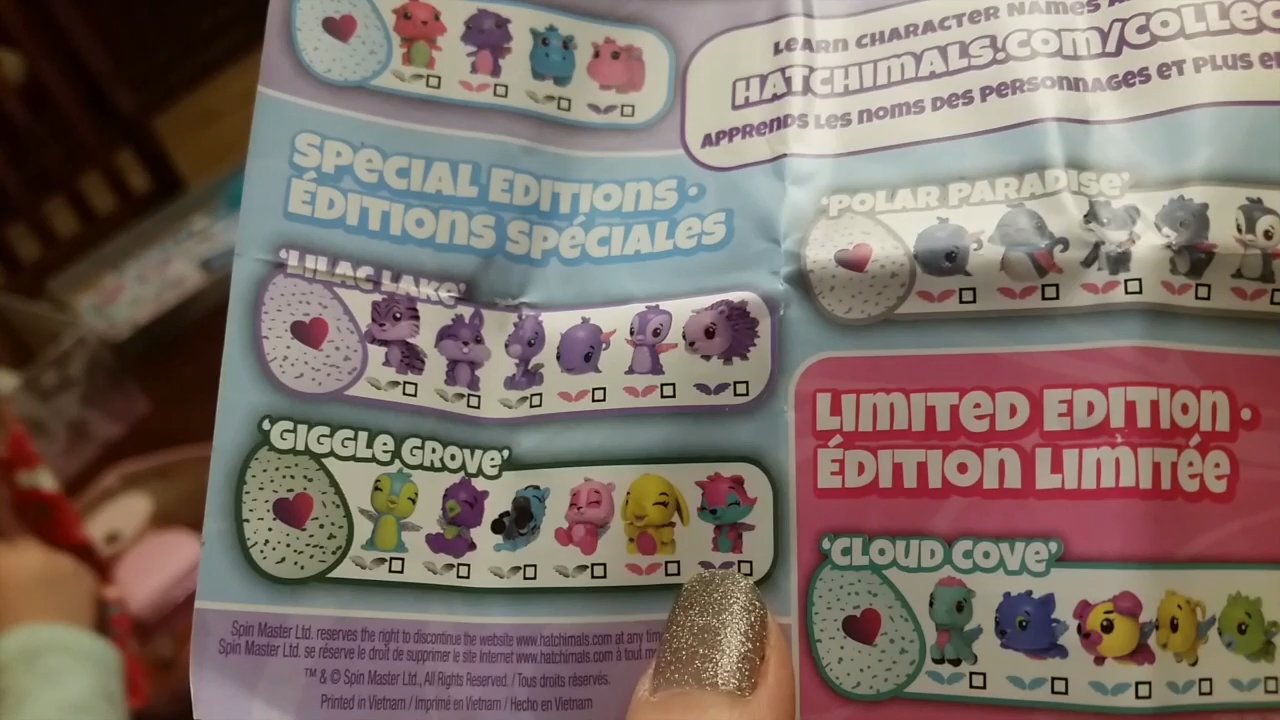 LEARN CHARACTER NAMES
HATCHIMALS.COM/COLLEC
APPRENDS LES NOMS DES PERSONNAGES ET PLUS
SPECIAL EDITIONS •
ÉDITIONS SPÉCIALES
'LILAC LAKE'
'GIGGLE GROVE'
'POLAR PARADISE'
LIMITED EDITION •
ÉDITION LIMITÉE
'CLOUD COVE'
Spin Master Ltd. reserves the right to discontinue the website www.hatchimals.com at any
Spin Master Ltd. se réserve le droit de supprimer le site Internet www.hatchimals.com à tout
™ & © Spin Master Ltd., All Rights Reserved. / Tous droits réservés.
Printed in Vietnam / Imprimé en Vietnam / Hecho en Vietnam